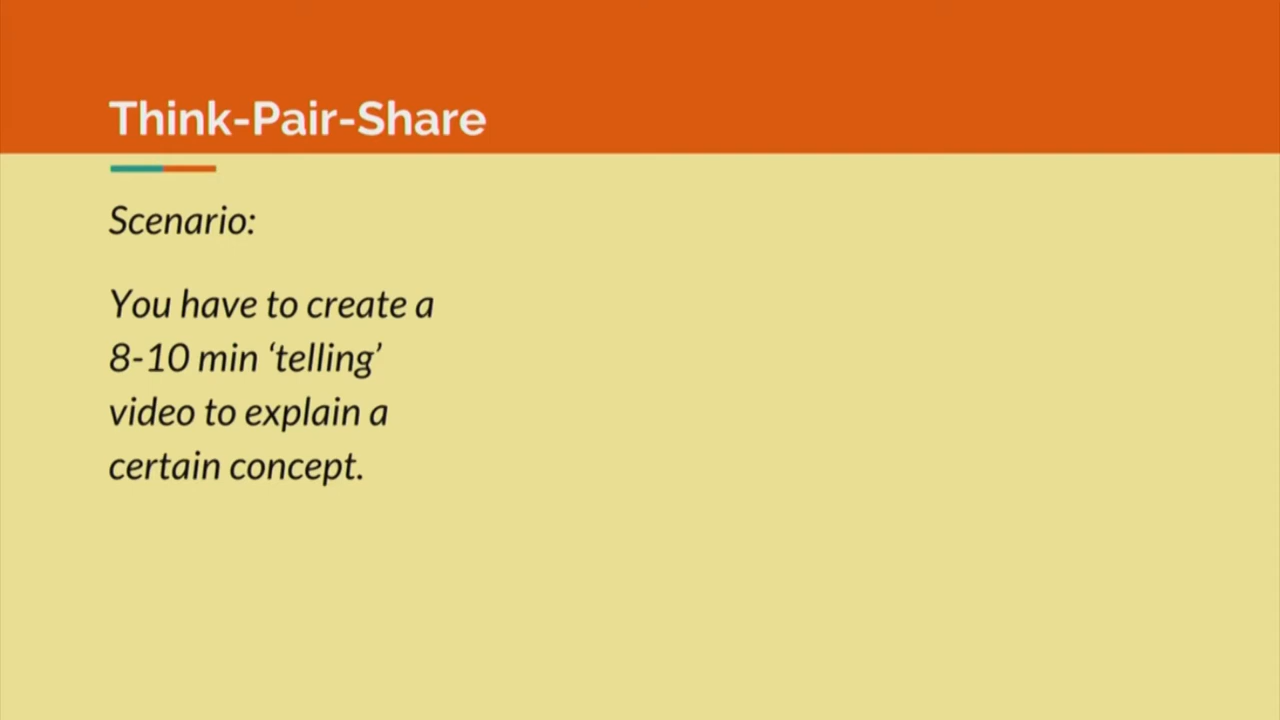 Think-Pair-Share
Scenario:
You have to create a
8-10 min ‘telling’
video to explain a
certain concept.